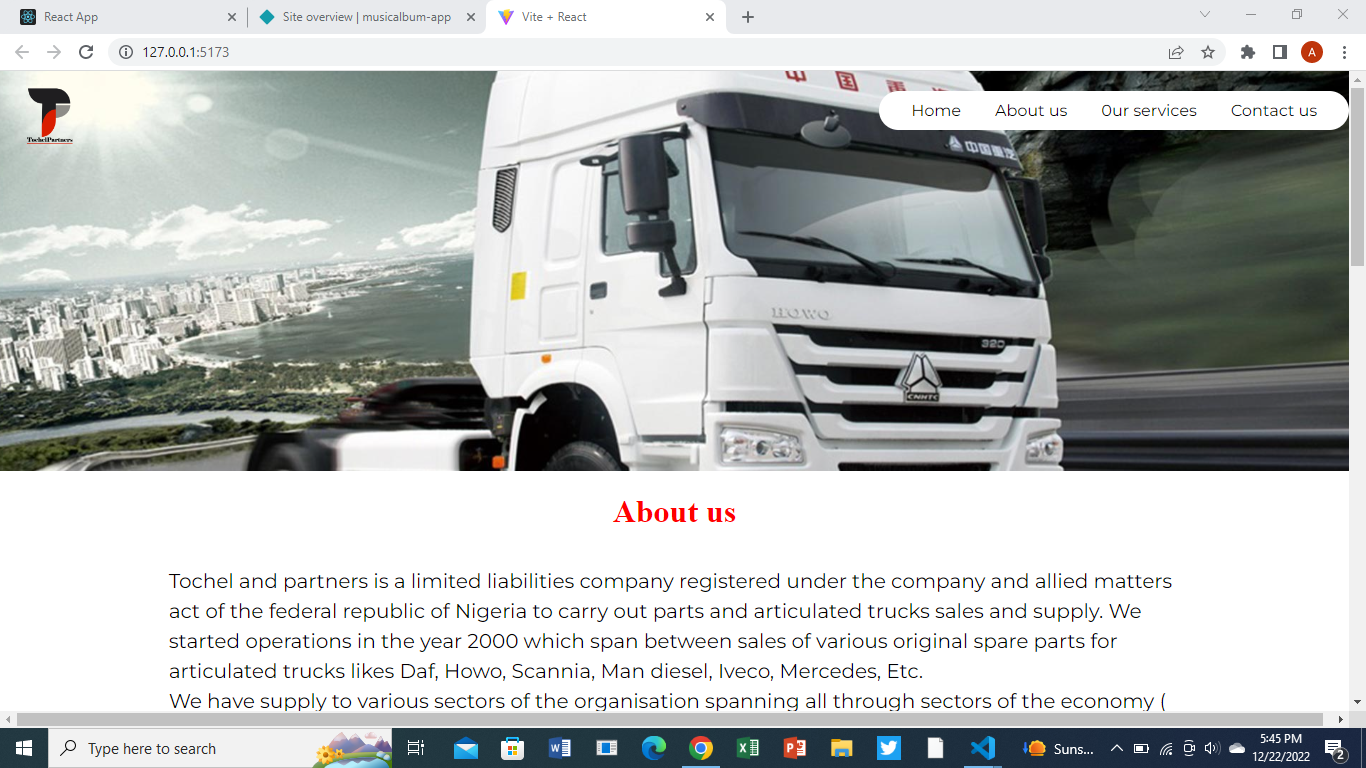 React App
Site overview | musicalbum-app
Vite + React
127.0.0.1:5173
A
TochelPartners
Home
About us
0ur services
Contact us
中国
中国重汽
HOWO
320
CNHTC
About us
Tochel and partners is a limited liabilities company registered under the company and allied matters
act of the federal republic of Nigeria to carry out parts and articulated trucks sales and supply. We
started operations in the year 2000 which span between sales of various original spare parts for
articulated trucks likes Daf, Howo, Scannia, Man diesel, Iveco, Mercedes, Etc.
We have supply to various sectors of the organisation spanning all through sectors of the economy (
Type here to search
Suns...
5:45 PM
12/22/2022
2